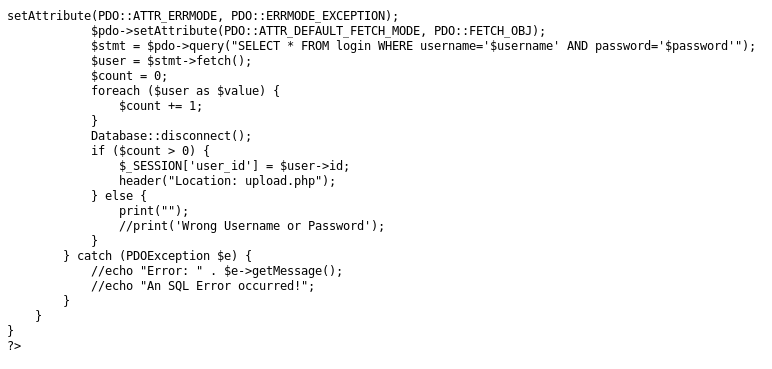 setAttribute(PDO::ATTR_ERRMODE, PDO::ERRMODE_EXCEPTION);
            $pdo->setAttribute(PDO::ATTR_DEFAULT_FETCH_MODE, PDO::FETCH_OBJ);
            $stmt = $pdo->query("SELECT * FROM login WHERE username='$username' AND password='$password'");
            $user = $stmt->fetch();
            $count = 0;
            foreach ($user as $value) {
                $count += 1;
            }
            Database::disconnect();
            if ($count > 0) {
                $_SESSION['user_id'] = $user->id;
                header("Location: upload.php");
            } else {
                print("");
                //print('Wrong Username or Password');
            }
        } catch (PDOException $e) {
            //echo "Error: " . $e->getMessage();
            //echo "An SQL Error occurred!";
        }
    }
}
?>